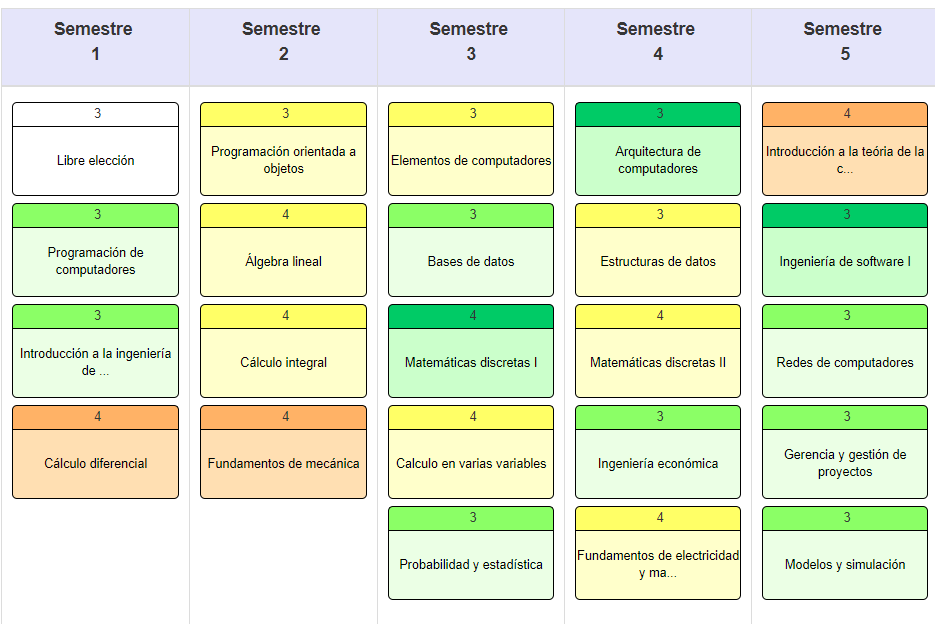 Semestre
1
Semestre
2
Semestre
3
Semestre
4
Semestre
5
3
Libre elección
3
Programación de
computadores
3
Introducción a la ingeniería
de ...
4
Cálculo diferencial
3
Programación orientada a
objetos
4
Álgebra lineal
4
Cálculo integral
4
Fundamentos de mecánica
3
Elementos de computadores
3
Bases de datos
4
Matemáticas discretas I
4
Calculo en varias variables
3
Probabilidad y estadística
3
Arquitectura de
computadores
3
Estructuras de datos
4
Matemáticas discretas II
3
Ingeniería económica
4
Fundamentos de electricidad
y ma...
4
Introducción a la teória de la
c...
3
Ingeniería de software I
3
Redes de computadores
3
Gerencia y gestión de
proyectos
3
Modelos y simulación